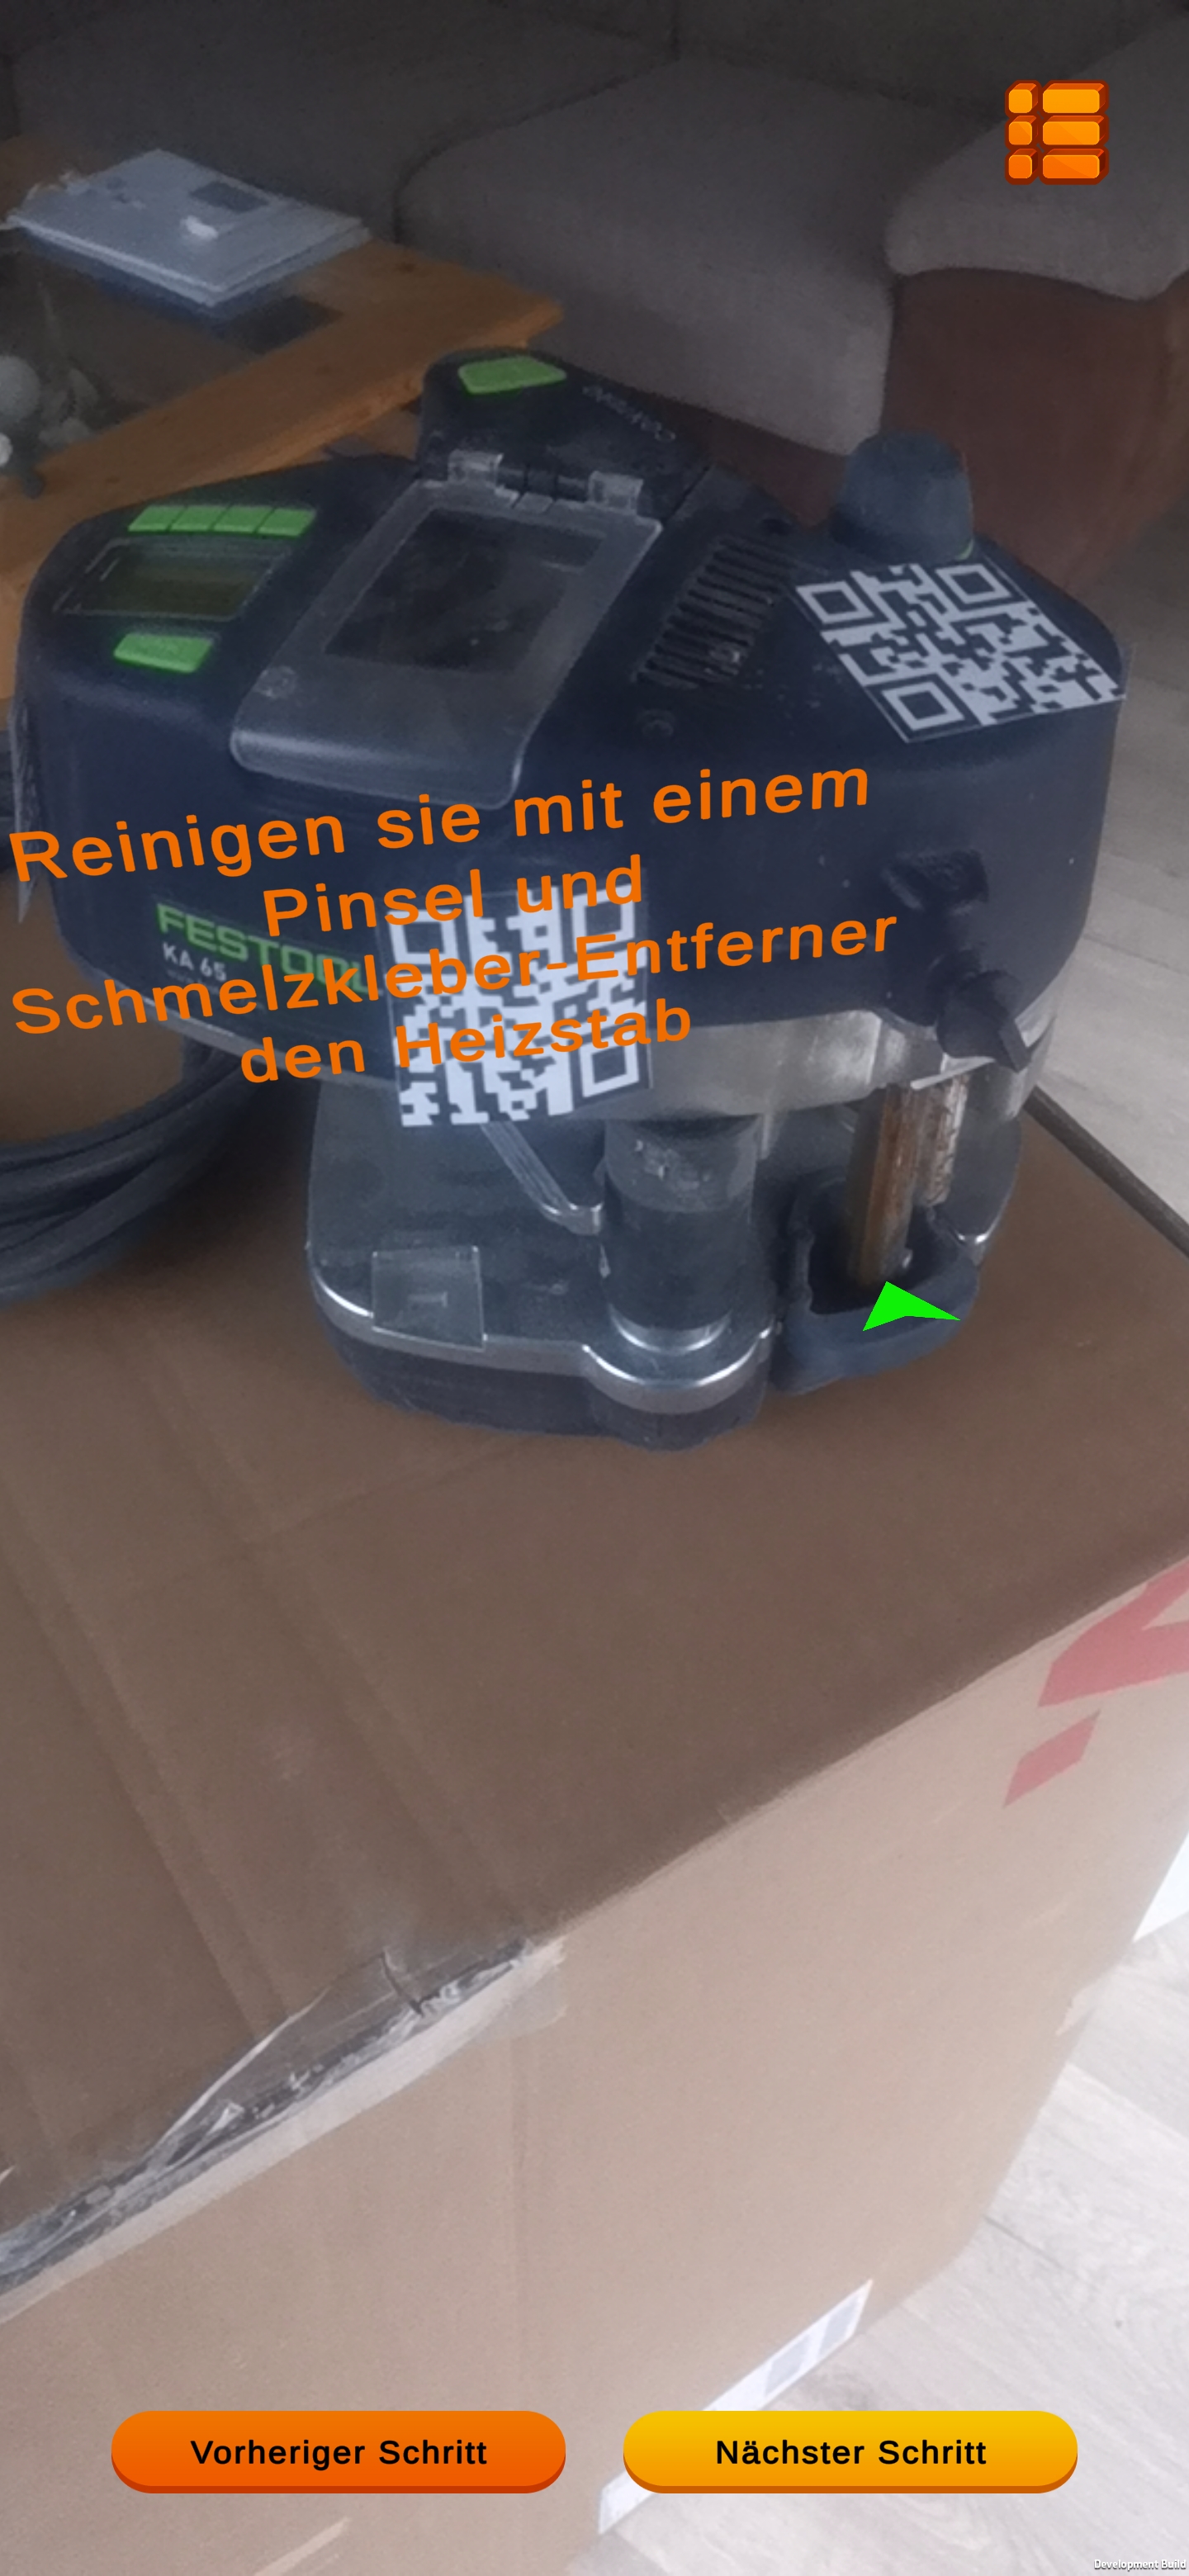 Reinigen sie mit einem
Pinsel und
Schmelzkleber-Entferner
den Heizstab
FESTOOL
KA 65
Vorheriger Schritt
Nächster Schritt
Development Build